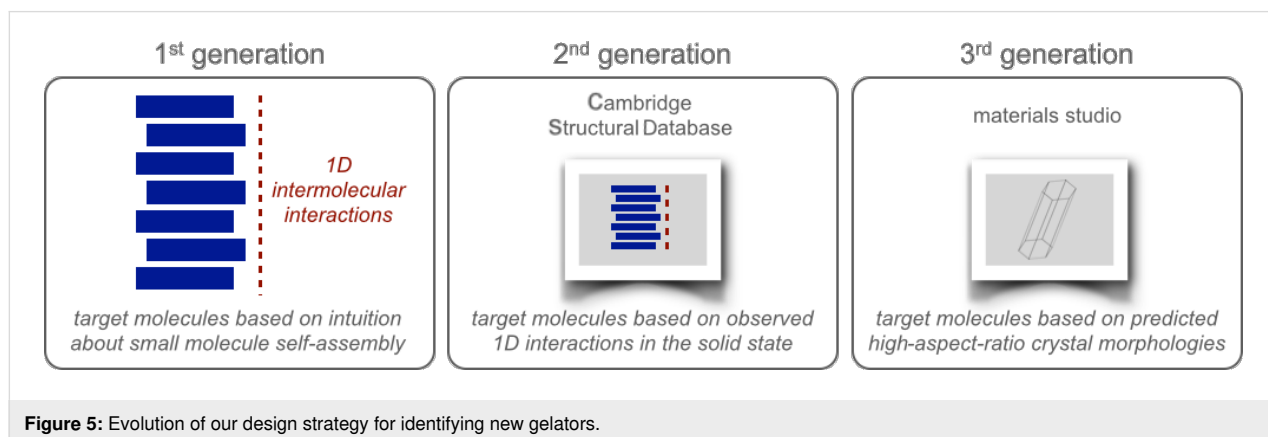 1st generation
1D
intermolecular
interactions
target molecules based on intuition
about small molecule self-assembly
2nd generation
Cambridge
Structural Database
target molecules based on observed
1D interactions in the solid state
3rd generation
materials studio
target molecules based on predicted
high-aspect-ratio crystal morphologies
Figure 5: Evolution of our design strategy for identifying new gelators.